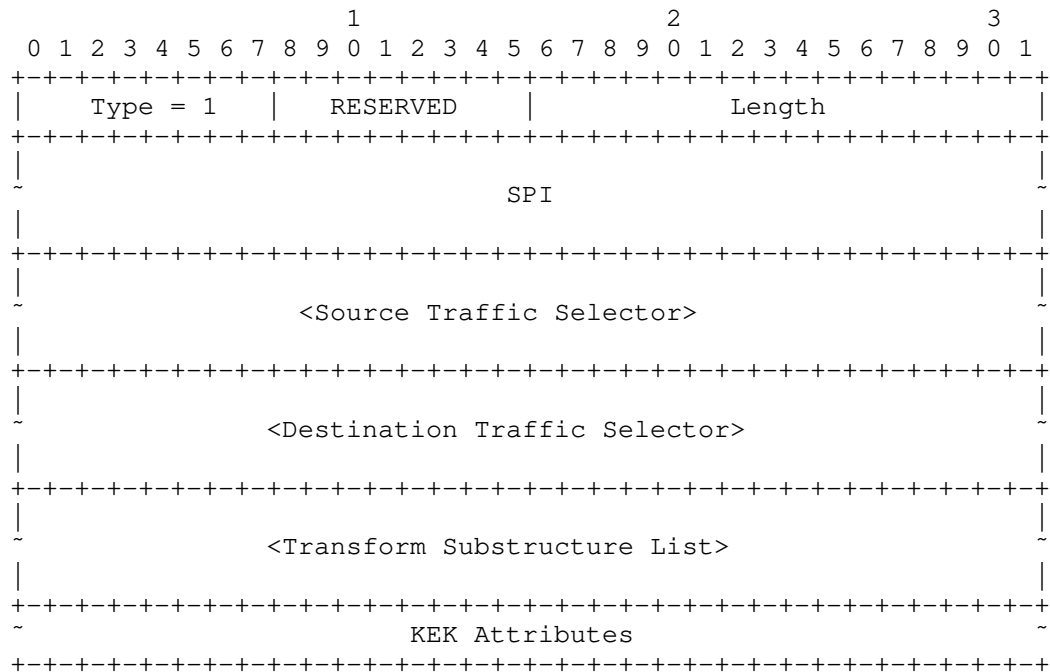 1                   2                   3
 0 1 2 3 4 5 6 7 8 9 0 1 2 3 4 5 6 7 8 9 0 1 2 3 4 5 6 7 8 9 0 1
+-+-+-+-+-+-+-+-+-+-+-+-+-+-+-+-+-+-+-+-+-+-+-+-+-+-+-+-+-+-+-+-+
|    Type = 1   |   RESERVED    |            Length             |
+-+-+-+-+-+-+-+-+-+-+-+-+-+-+-+-+-+-+-+-+-+-+-+-+-+-+-+-+-+-+-+-+
|                                                               |
~                              SPI                              ~
|                                                               |
+-+-+-+-+-+-+-+-+-+-+-+-+-+-+-+-+-+-+-+-+-+-+-+-+-+-+-+-+-+-+-+-+
|                                                               |
~                 <Source Traffic Selector>                     ~
|                                                               |
+-+-+-+-+-+-+-+-+-+-+-+-+-+-+-+-+-+-+-+-+-+-+-+-+-+-+-+-+-+-+-+-+
|                                                               |
~               <Destination Traffic Selector>                  ~
|                                                               |
+-+-+-+-+-+-+-+-+-+-+-+-+-+-+-+-+-+-+-+-+-+-+-+-+-+-+-+-+-+-+-+-+
|                                                               |
~               <Transform Substructure List>                   ~
|                                                               |
+-+-+-+-+-+-+-+-+-+-+-+-+-+-+-+-+-+-+-+-+-+-+-+-+-+-+-+-+-+-+-+-+
~                        KEK Attributes                         ~
+-+-+-+-+-+-+-+-+-+-+-+-+-+-+-+-+-+-+-+-+-+-+-+-+-+-+-+-+-+-+-+-+